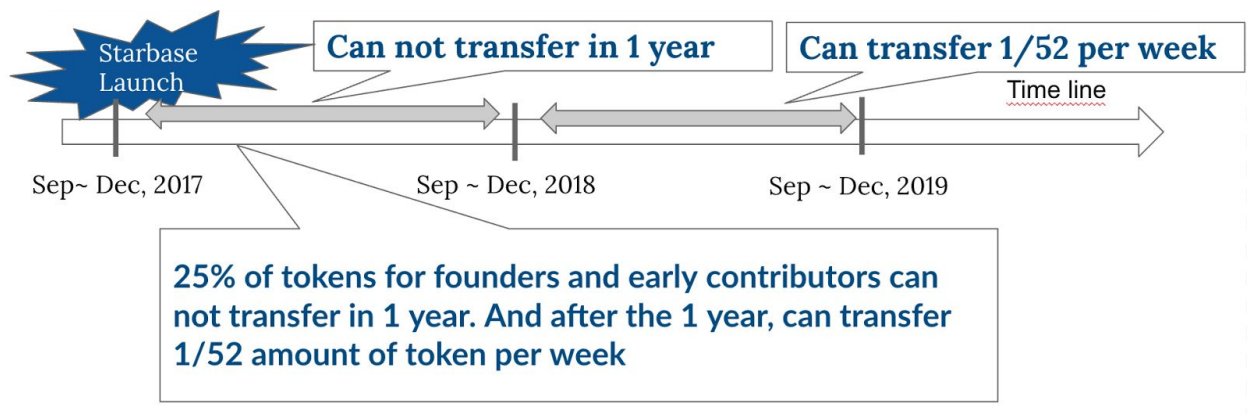 Starbase
Launch
Can not transfer in 1 year
Can transfer 1/52 per week
Time line
Sep~ Dec, 2017
Sep ~ Dec, 2018
Sep ~ Dec, 2019
25% of tokens for founders and early contributors can
not transfer in 1 year. And after the 1 year, can transfer
1/52 amount of token per week